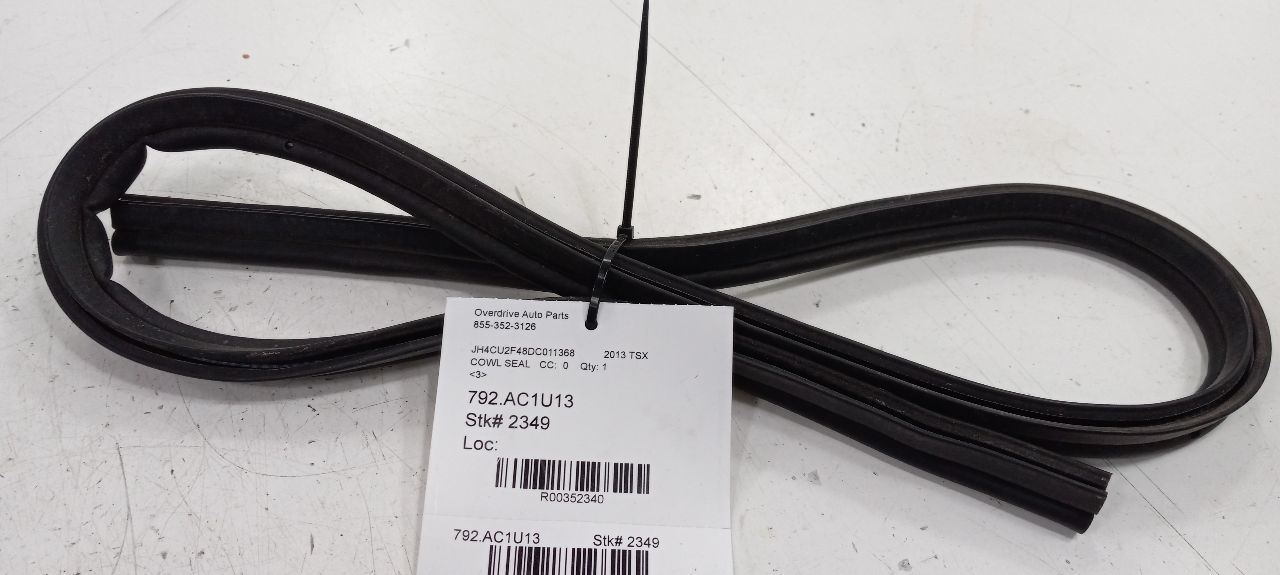 Overdrive Auto Parts
855-352-3126
JH4CU2F48DC011368 2013 TSX
COWL SEAL CC: 0 Qty: 1
<3>
792.AC1U13
Stk# 2349
Loc:
R00352340
792.AC1U13 Stk# 2349